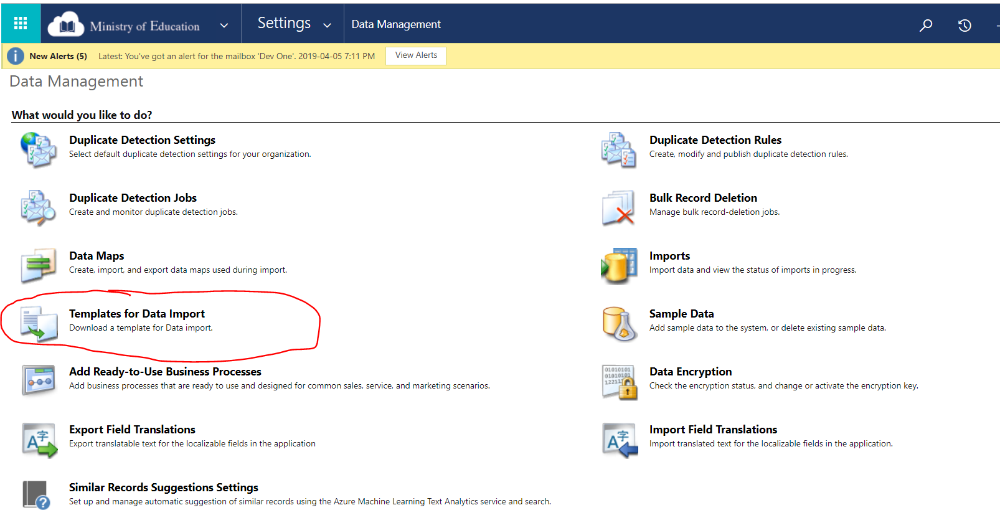 Ministry of Education
Settings
Data Management
New Alerts (5) Latest: You've got an alert for the mailbox 'Dev One'. 2019-04-05 7:11 PM View Alerts
Data Management
What would you like to do?
Duplicate Detection Settings
Select default duplicate detection settings for your organization.
Duplicate Detection Rules
Create, modify and publish duplicate detection rules.
Duplicate Detection Jobs
Create and monitor duplicate detection jobs.
Bulk Record Deletion
Manage bulk record-deletion jobs.
Data Maps
Create, import, and export data maps used during import.
Imports
Import data and view the status of imports in progress.
Templates for Data Import
Download a template for Data import.
Sample Data
Add sample data to the system, or delete existing sample data.
Add Ready-to-Use Business Processes
Add business processes that are ready to use and designed for common sales, service, and marketing scenarios.
Data Encryption
Check the encryption status, and change or activate the encryption key.
Export Field Translations
Export translatable text for the localizable fields in the application
Import Field Translations
Import translated text for the localizable fields in the application.
Similar Records Suggestions Settings
Set up and manage automatic suggestion of similar records using the Azure Machine Learning Text Analytics service and search.